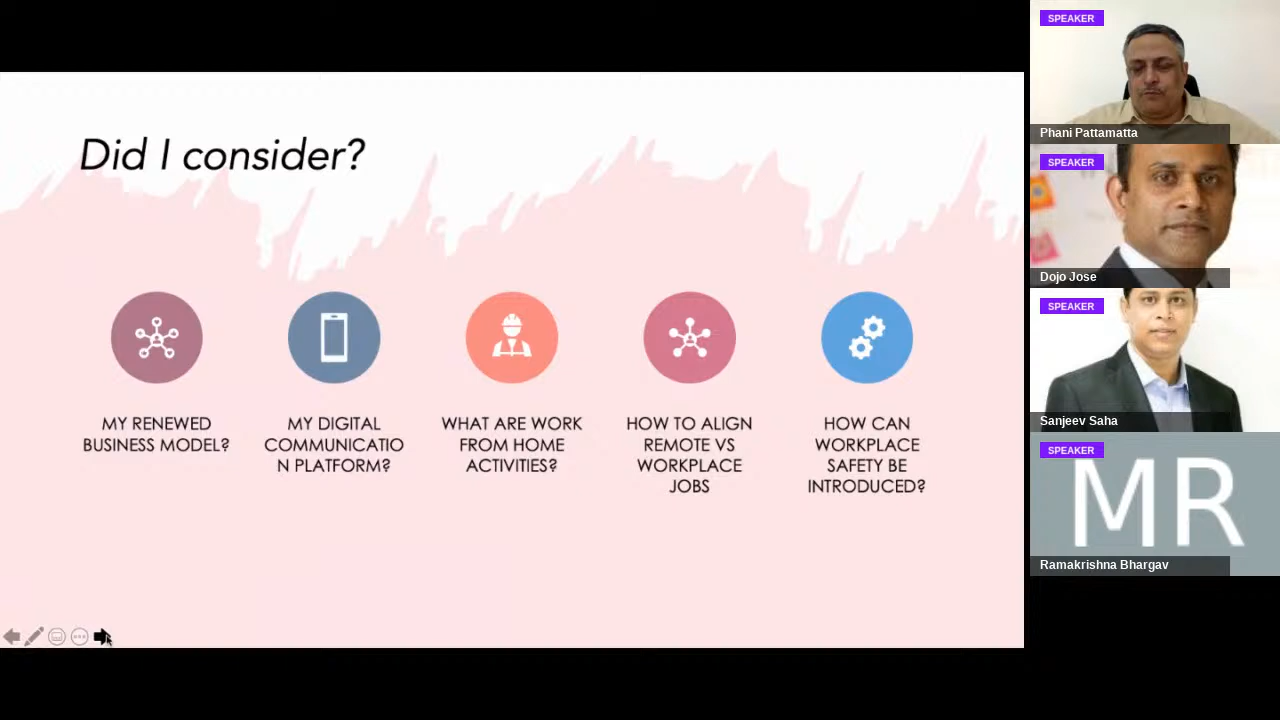 Did I consider?
MY RENEWED
BUSINESS MODEL?
MY DIGITAL
COMMUNICATIO
N PLATFORM?
WHAT ARE WORK
FROM HOME
ACTIVITIES?
HOW TO ALIGN
REMOTE VS
WORKPLACE
JOBS
HOW CAN
WORKPLACE
SAFETY BE
INTRODUCED?
SPEAKER
Phani Pattamatta
SPEAKER
Dojo Jose
SPEAKER
Sanjeev Saha
SPEAKER
MR
Ramakrishna Bhargav